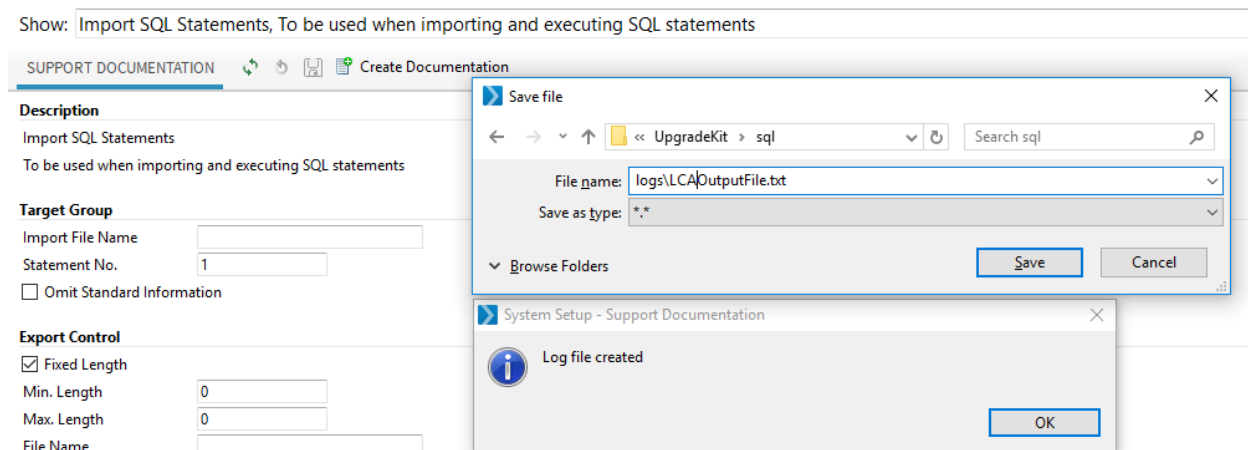 Show: Import SQL Statements, To be used when importing and executing SQL statements
SUPPORT DOCUMENTATION Create Documentation
Description
Import SQL Statements
To be used when importing and executing SQL statements
Target Group
Import File Name
Statement No. 1
Omit Standard Information
Export Control
Fixed Length
Min. Length 0
Max. Length 0
File Name
Save file
« UpgradeKit > sql Search sql
File name: logs\LCAOutputFile.txt
Save as type: *.*
Browse Folders Save Cancel
System Setup - Support Documentation
Log file created
OK